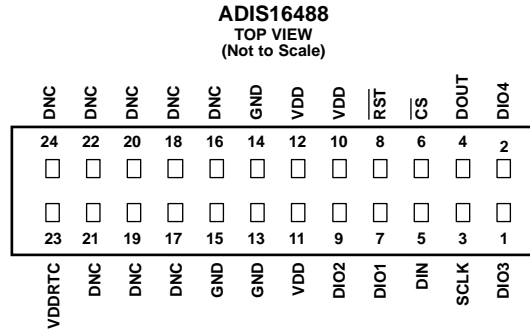 ADIS16488
TOP VIEW
(Not to Scale)
DNC DNC DNC DNC DNC GND VDD VDD RST CS DOUT DIO4
24 22 20 18 16 14 12 10 8 6 4 2
23 21 19 17 15 13 11 9 7 5 3 1
VDDRTC DNC DNC DNC GND GND VDD DIO2 DIO1 DIN SCLK DIO3